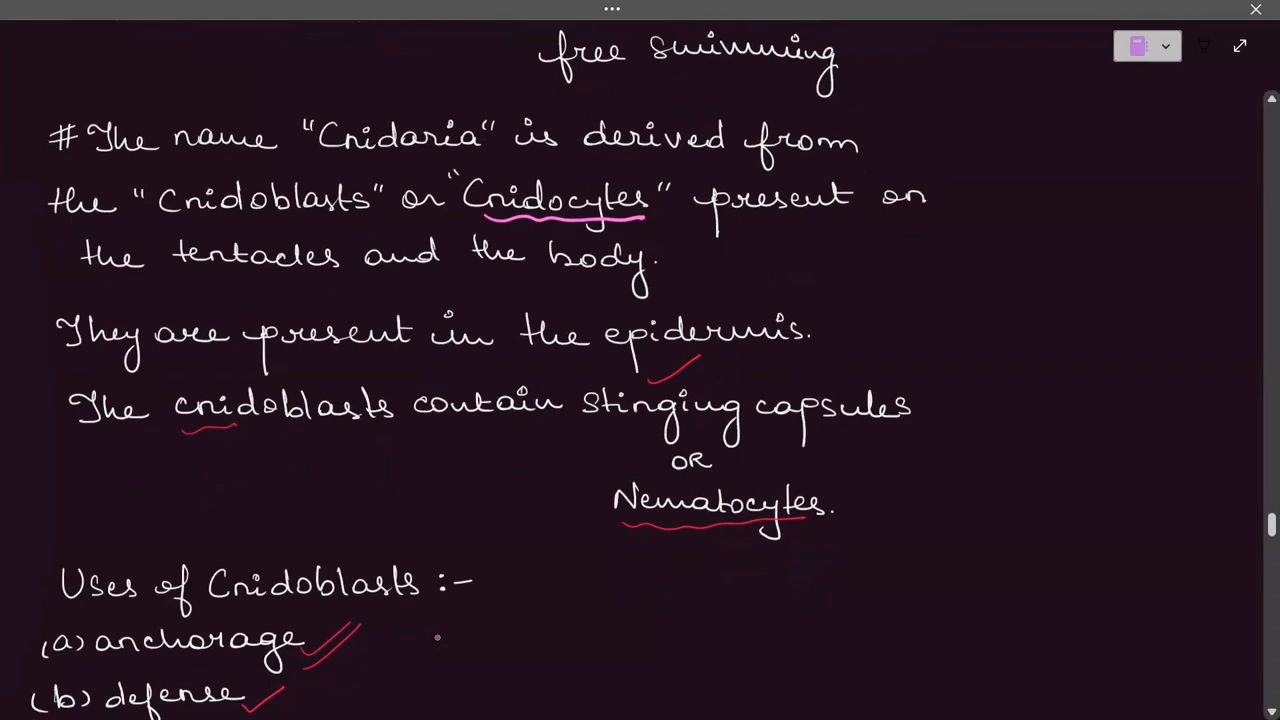 free swimming
# The name "Cnidaria" is derived from
the "Cnidoblasts" or "Cnidocytes" present on
the tentacles and the body.
They are present in the epidermis.
The cnidoblasts contain stinging capsules
OR
Nematocytes.
Uses of Cnidoblasts :-
(a) anchorage
(b) defense